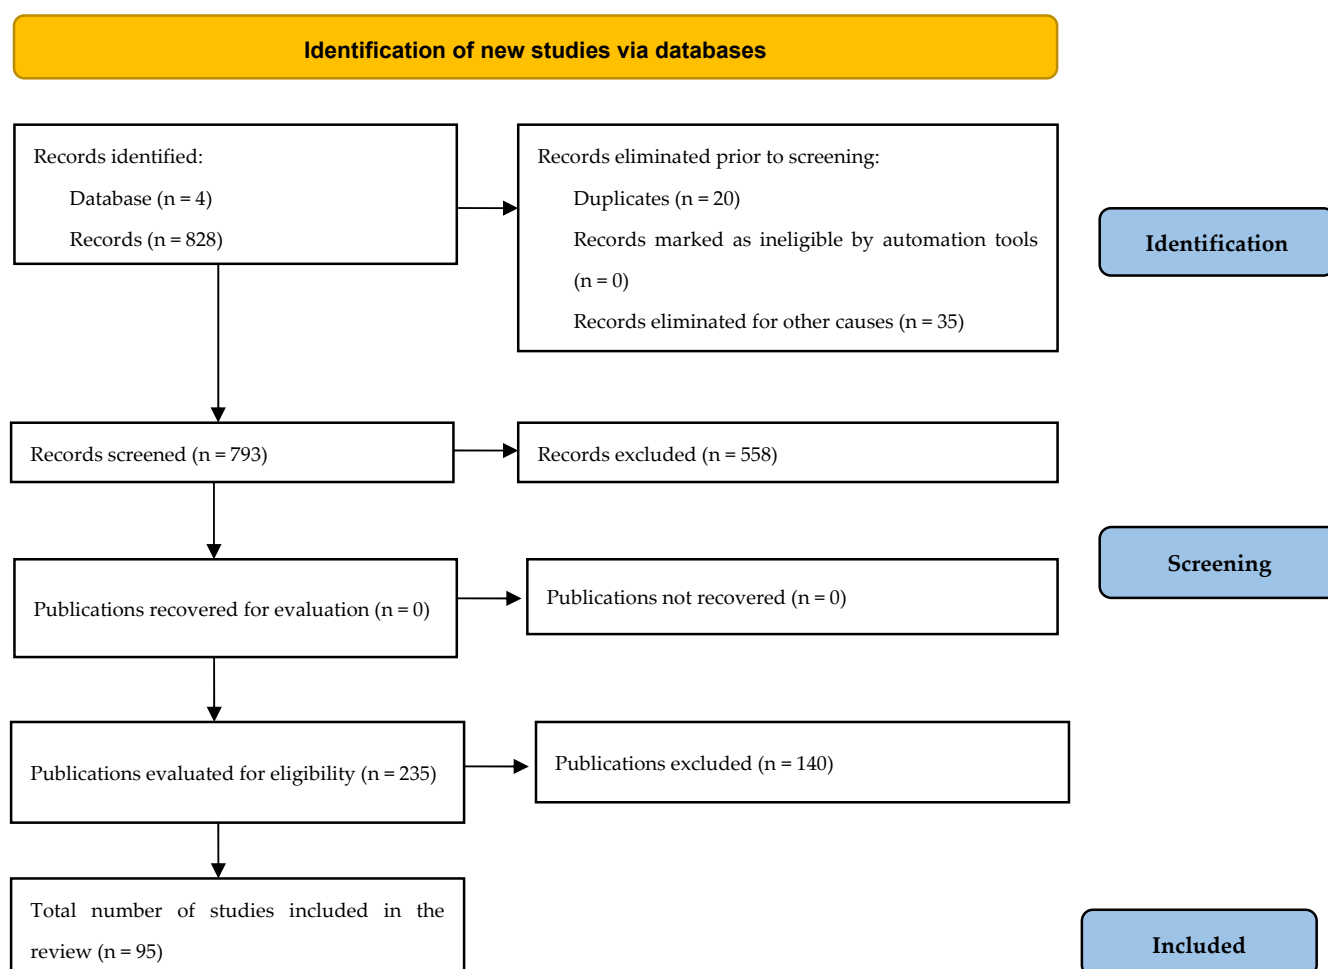 Identification of new studies via databases
Records identified:
Database (n = 4)
Records (n = 828)
Records eliminated prior to screening:
Duplicates (n = 20)
Records marked as ineligible by automation tools
(n = 0)
Records eliminated for other causes (n = 35)
Identification
Records screened (n = 793)
Records excluded (n = 558)
Screening
Publications recovered for evaluation (n = 0)
Publications not recovered (n = 0)
Publications evaluated for eligibility (n = 235)
Publications excluded (n = 140)
Total number of studies included in the
review (n = 95)
Included